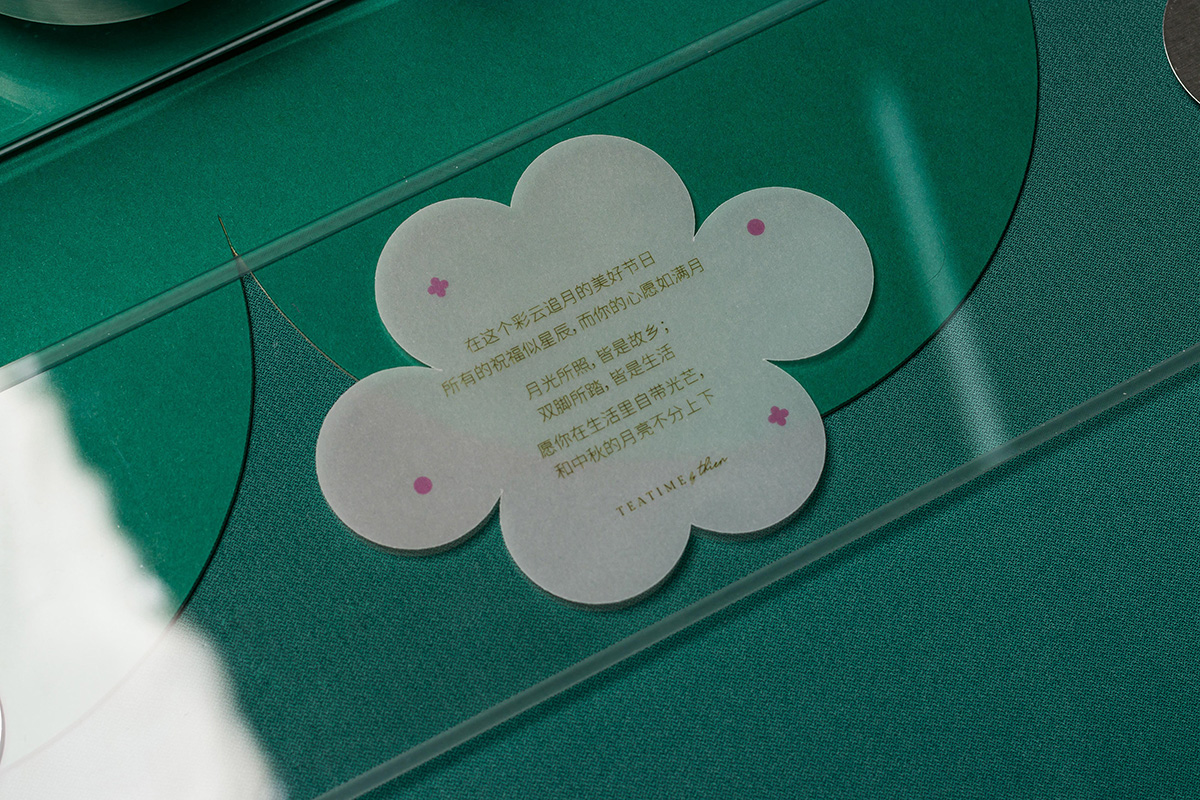 在这个彩云追月的美好节日
所有的祝福似星辰，而你的心愿如满月
月光所照，皆是故乡；
双脚所踏，皆是生活
愿你在生活里自带光芒，
和中秋的月亮不分上下
TEATIME & then